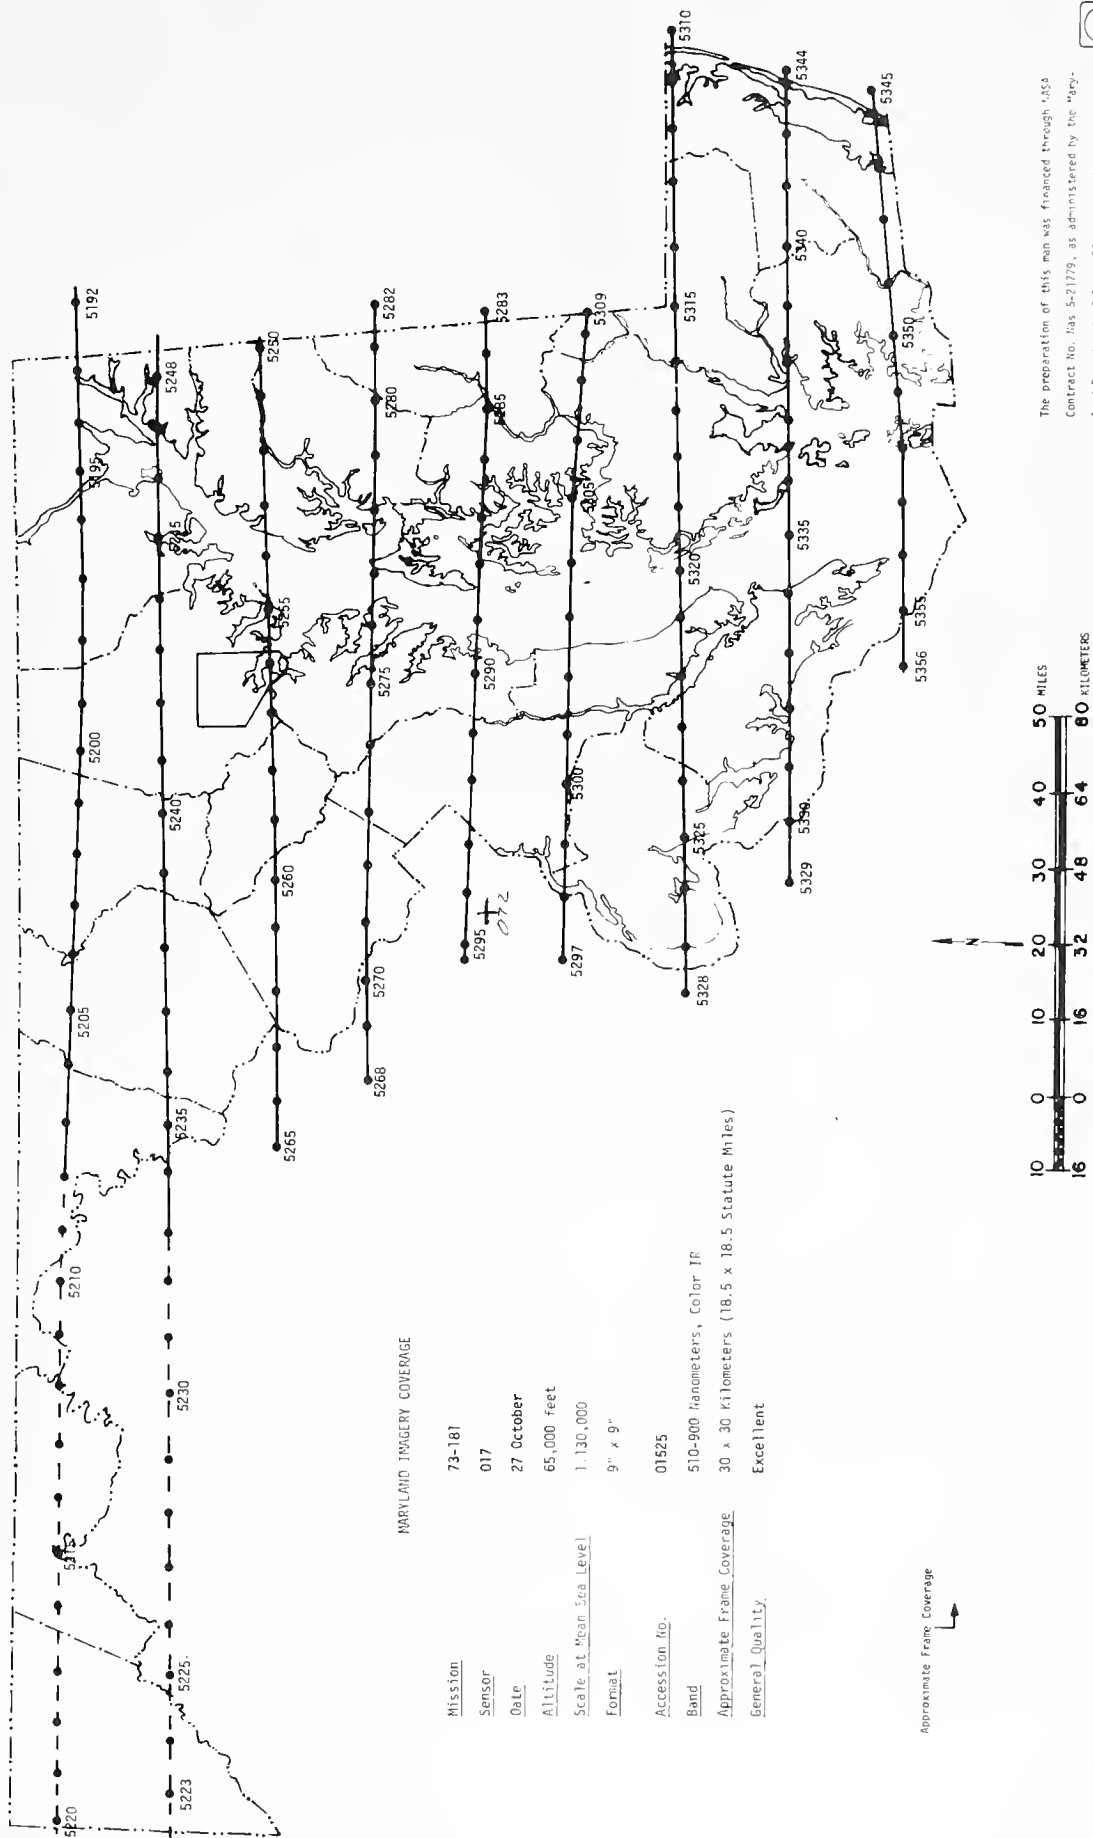 5310
5344
5345
5192
5248
5250
5282
5283
5309
5315
5340
5350
5195
5245
5280
5285
5305
5320
5335
5355
5356
5255
5275
5290
5300
5325
5330
5329
5200
5240
5260
5270
5295
072
5297
5328
5205
5235
5265
5268
5210
5230
5215
5225.
5220
5223
MARYLAND IMAGERY COVERAGE
Mission 73-181
Sensor 017
Date 27 October
Altitude 65,000 feet
Scale at Mean Sea Level 1:130,000
Format 9" x 9"
Accession No. 01525
Band 510-900 Nanometers, Color IR
Approximate Frame Coverage 30 x 30 Kilometers (18.5 x 18.5 Statute Miles)
General Quality Excellent
Approximate Frame Coverage
N
10 0 10 20 30 40 50 MILES
16 0 16 32 48 64 80 KILOMETERS
The preparation of this map was financed through NASA
Contract No. Nas 5-21779, as administered by the Mary-